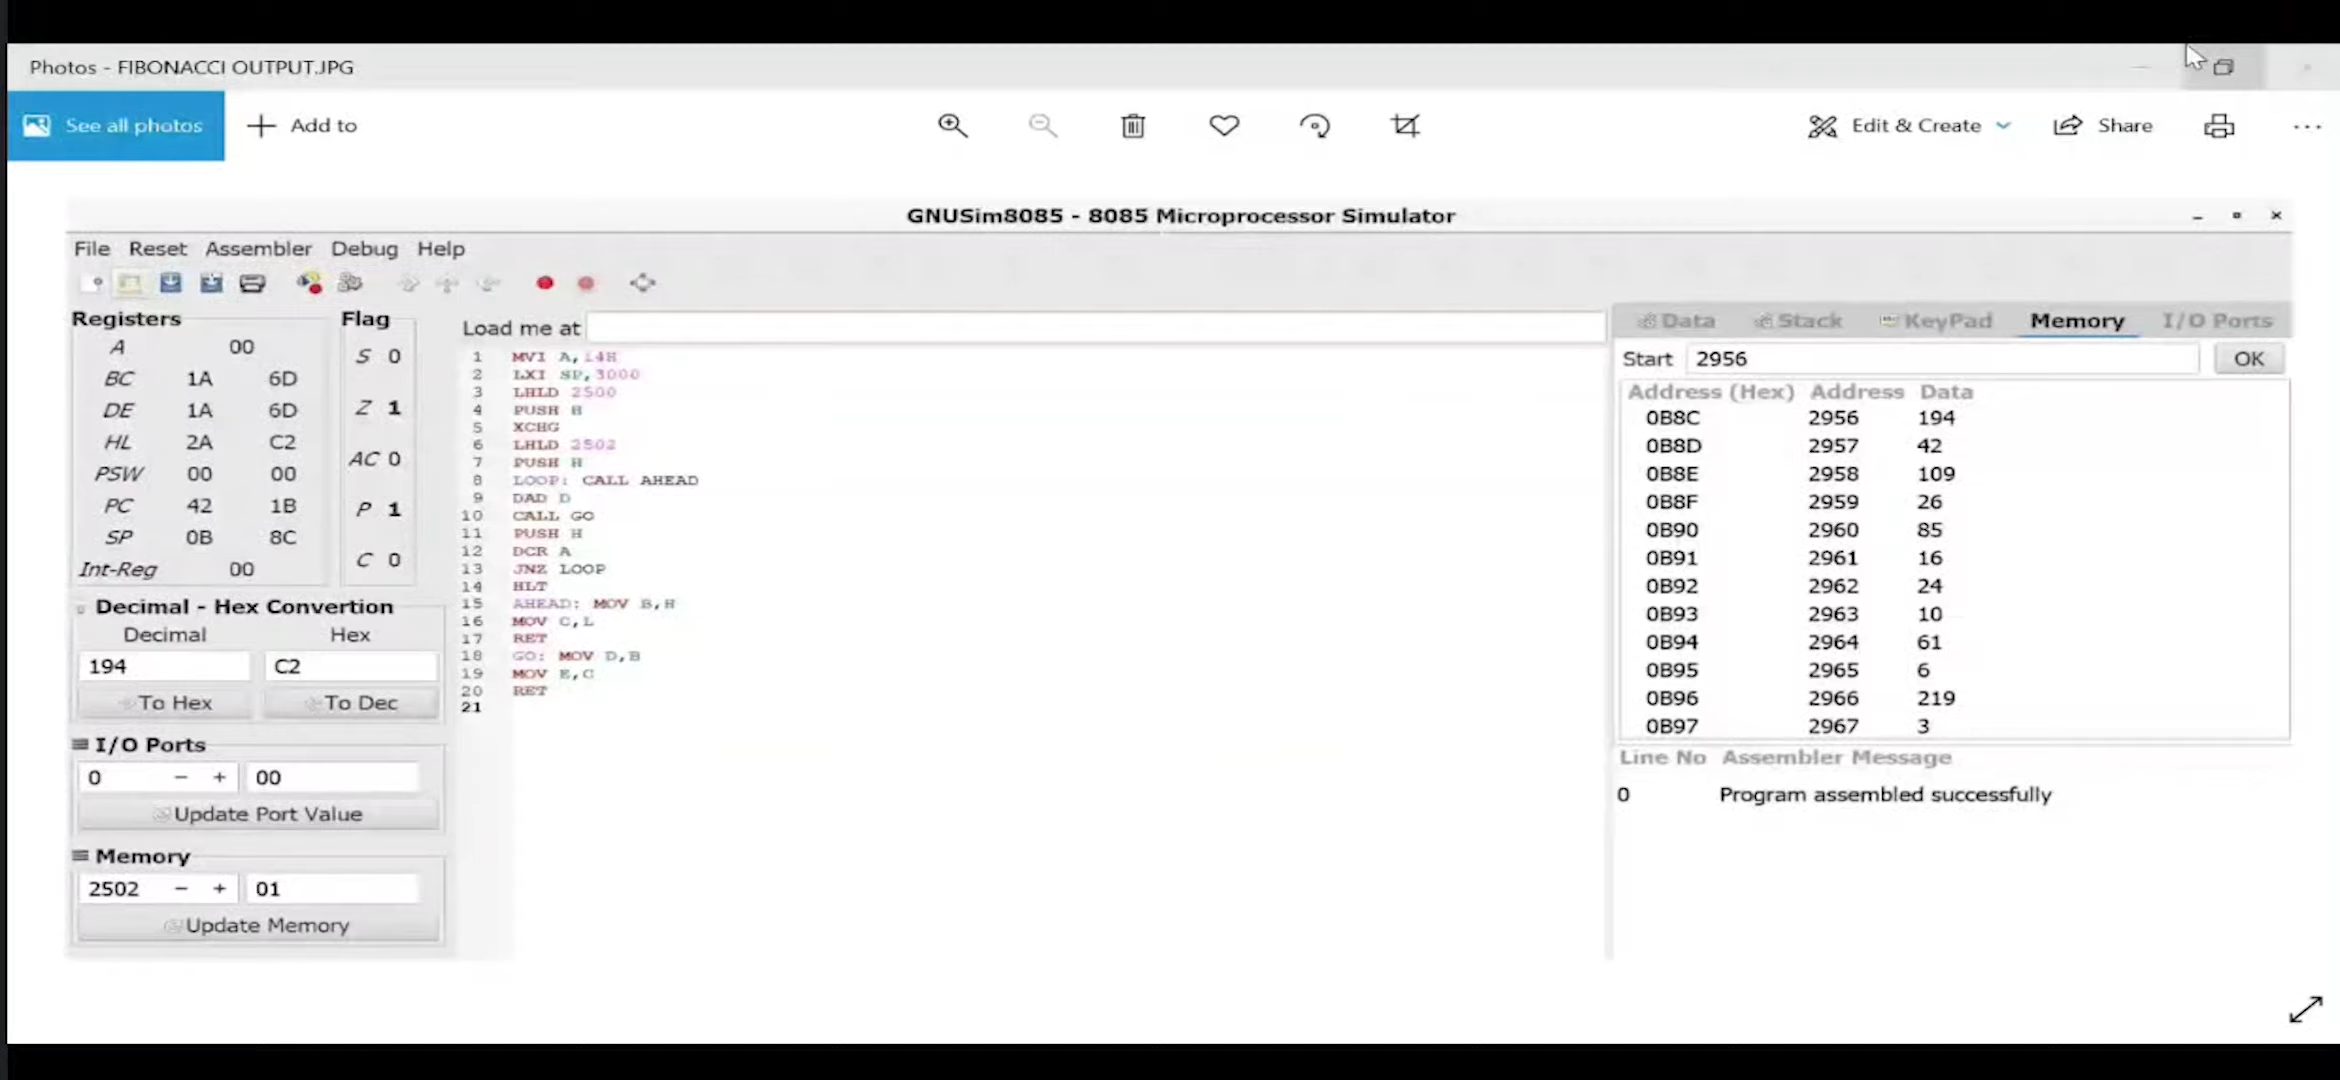 Photos - FIBONACCI OUTPUT.JPG
See all photos
Add to
Edit & Create
Share
GNUSim8085 - 8085 Microprocessor Simulator
File Reset Assembler Debug Help
Registers
A 00
BC 1A 6D
DE 1A 6D
HL 2A C2
PSW 00 00
PC 42 1B
SP 0B 8C
Int-Reg 00
Flag
S 0
Z 1
AC 0
P 1
C 0
Decimal - Hex Convertion
Decimal Hex
194 C2
To Hex To Dec
I/O Ports
0 - + 00
Update Port Value
Memory
2502 - + 01
Update Memory
Load me at
1 MVI A,14H
2 LXI SP,3000
3 LHLD 2500
4 PUSH H
5 XCHG
6 LHLD 2502
7 PUSH H
8 LOOP: CALL AHEAD
9 DAD D
10 CALL GO
11 PUSH H
12 DCR A
13 JNZ LOOP
14 HLT
15 AHEAD: MOV B,H
16 MOV C,L
17 RET
18 GO: MOV D,B
19 MOV E,C
20 RET
21
Data Stack KeyPad Memory I/O Ports
Start 2956 OK
Address (Hex) Address Data
0B8C 2956 194
0B8D 2957 42
0B8E 2958 109
0B8F 2959 26
0B90 2960 85
0B91 2961 16
0B92 2962 24
0B93 2963 10
0B94 2964 61
0B95 2965 6
0B96 2966 219
0B97 2967 3
Line No Assembler Message
0 Program assembled successfully